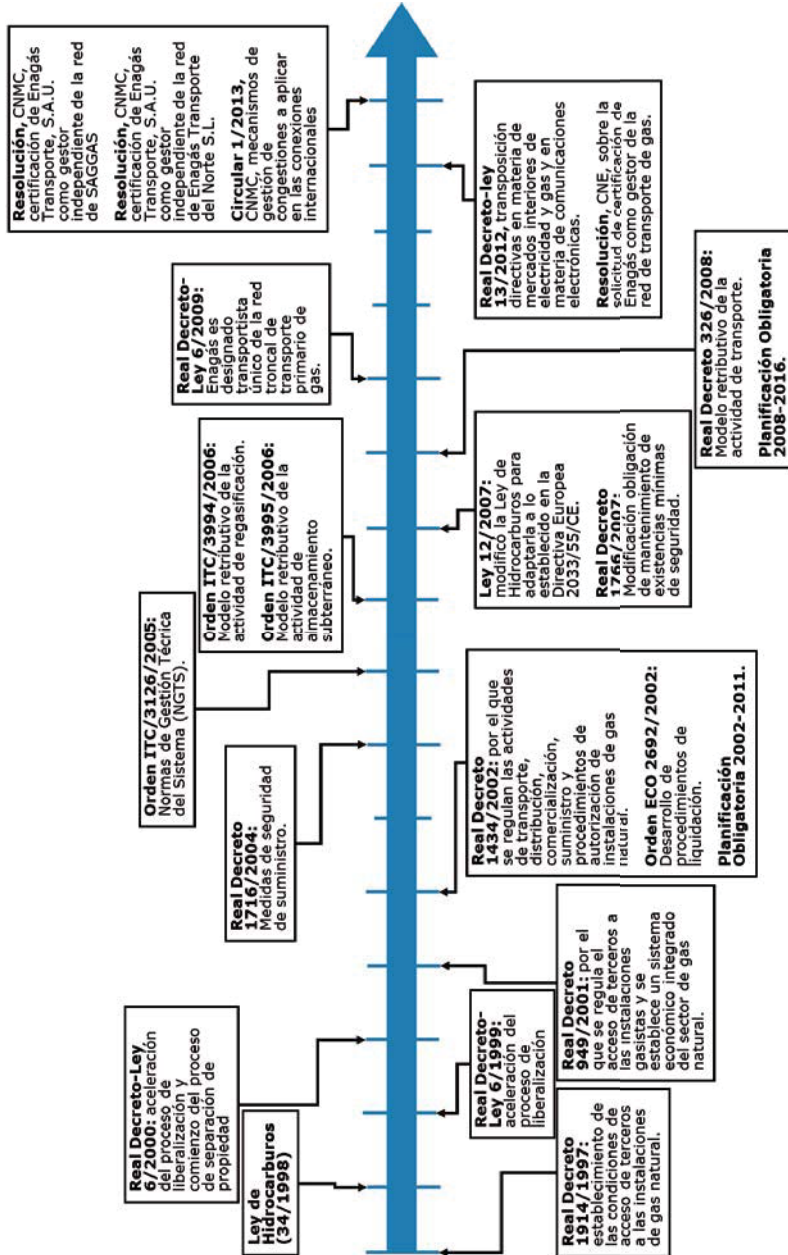 Real Decreto
1914/1997:
establecimiento de
las condiciones de
acceso de terceros
a las instalaciones
de gas natural.
Ley de
Hidrocarburos
(34/1998)
Real Decreto-
Ley 6/1999:
aceleración del
proceso de
liberalización
Real Decreto-Ley
6/2000: aceleración
del proceso de
liberalización y
comienzo del proceso
de separación de
propiedad
Real Decreto
949/2001: por el
que se regula el
acceso de terceros a
las instalaciones
gasistas y se
establece un sistema
económico integrado
del sector de gas
natural.
Real Decreto
1434/2002: por el que
se regulan las actividades
de transporte,
distribución,
comercialización,
suministro y
procedimientos de
autorización de
instalaciones de gas
natural.
Orden ECO 2692/2002:
Desarrollo de
procedimientos de
liquidación.
Planificación
Obligatoria 2002-2011.
Real Decreto
1716/2004:
Medidas de seguridad
de suministro.
Orden ITC/3126/2005:
Normas de Gestión Técnica
del Sistema (NGTS).
Orden ITC/3994/2006:
Modelo retributivo de la
actividad de regasificación.
Orden ITC/3995/2006:
Modelo retributivo de la
actividad de
almacenamiento
subterráneo.
Ley 12/2007:
modificó la Ley de
Hidrocarburos para
adaptarla a lo
establecido en la
Directiva Europea
2033/55/CE.
Real Decreto
1766/2007:
Modificación obligación
de mantenimiento de
existencias mínimas
de seguridad.
Real Decreto 326/2008:
Modelo retributivo de la
actividad de transporte.
Planificación Obligatoria
2008-2016.
Real Decreto-
Ley 6/2009:
Enagás es
designado
transportista
único de la red
troncal de
transporte
primario de
gas.
Real Decreto-ley
13/2012, transposición
directivas en materia de
mercados interiores de
electricidad y gas y en
materia de comunicaciones
electrónicas.
Resolución, CNE, sobre la
solicitud de certificación de
Enagás como gestor de la
red de transporte de gas.
Resolución, CNMC,
certificación de Enagás
Transporte, S.A.U.
como gestor
independiente de la red
de SAGGAS
Resolución, CNMC,
certificación de Enagás
Transporte, S.A.U.
como gestor
independiente de la red
de Enagás Transporte
del Norte S.L.
Circular 1/2013,
CNMC, mecanismos de
gestión de
congestiones a aplicar
en las conexiones
internacionales